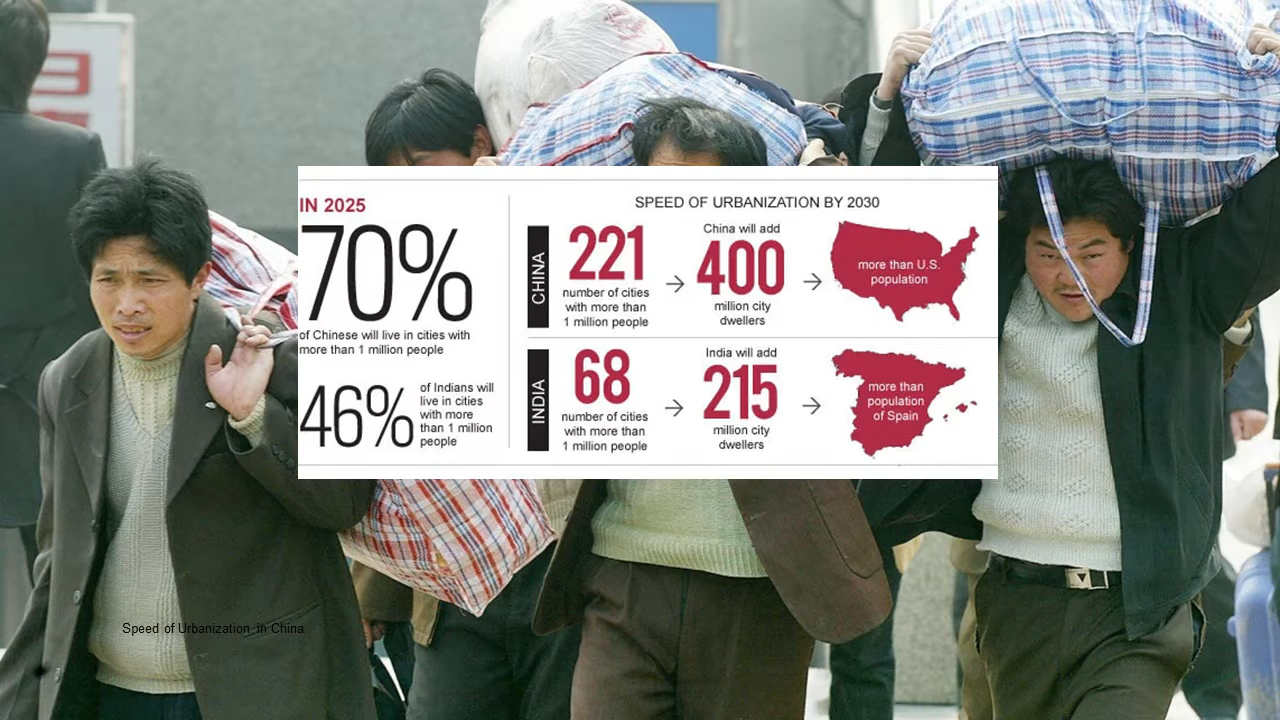 IN 2025
70%
of Chinese will live in cities with
more than 1 million people
46%
of Indians will
live in cities
with more
than 1 million
people
SPEED OF URBANIZATION BY 2030
CHINA
221
number of cities
with more than
1 million people
China will add
400
million city
dwellers
more than U.S.
population
INDIA
68
number of cities
with more than
1 million people
India will add
215
million city
dwellers
more than
population
of Spain
Speed of Urbanization in China